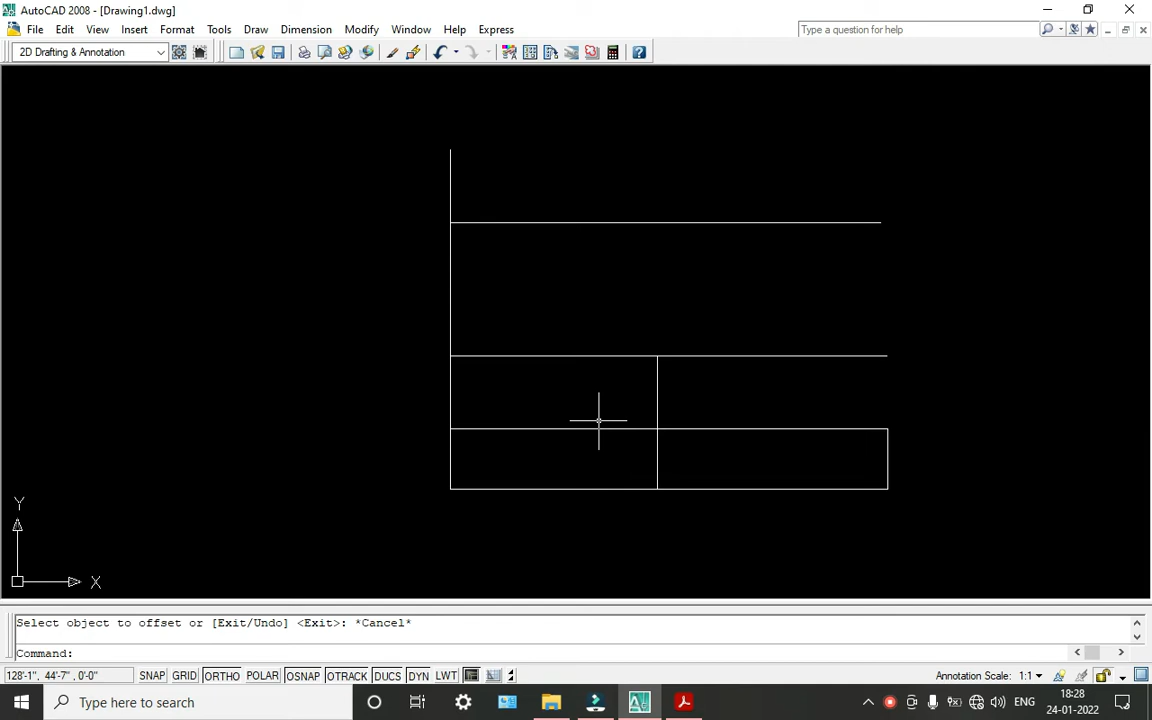 AutoCAD 2008 - [Drawing1.dwg]
File Edit View Insert Format Tools Draw Dimension Modify Window Help Express
Type a question for help
2D Drafting & Annotation
Y
X
Select object to offset or [Exit/Undo] <Exit>: *Cancel*
Command:
128'-1", 44'-7", 0'-0"
SNAP GRID ORTHO POLAR OSNAP OTRACK DUCS DYN LWT
Annotation Scale: 1:1
Type here to search
ENG
18:28
24-01-2022